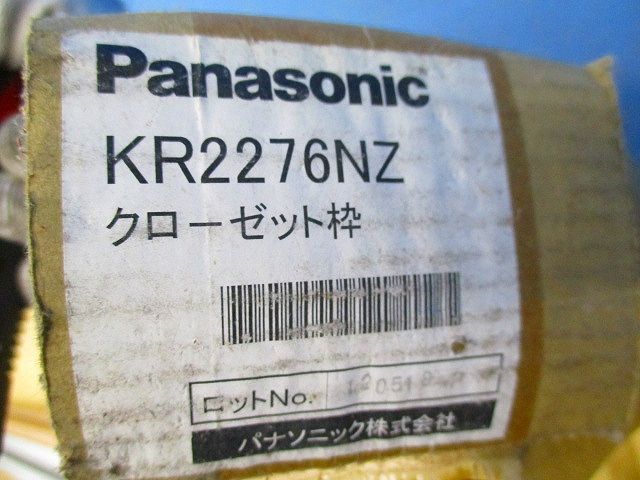 Panasonic
KR2276NZ
クローゼット枠
ロットNo.
パナソニック株式会社